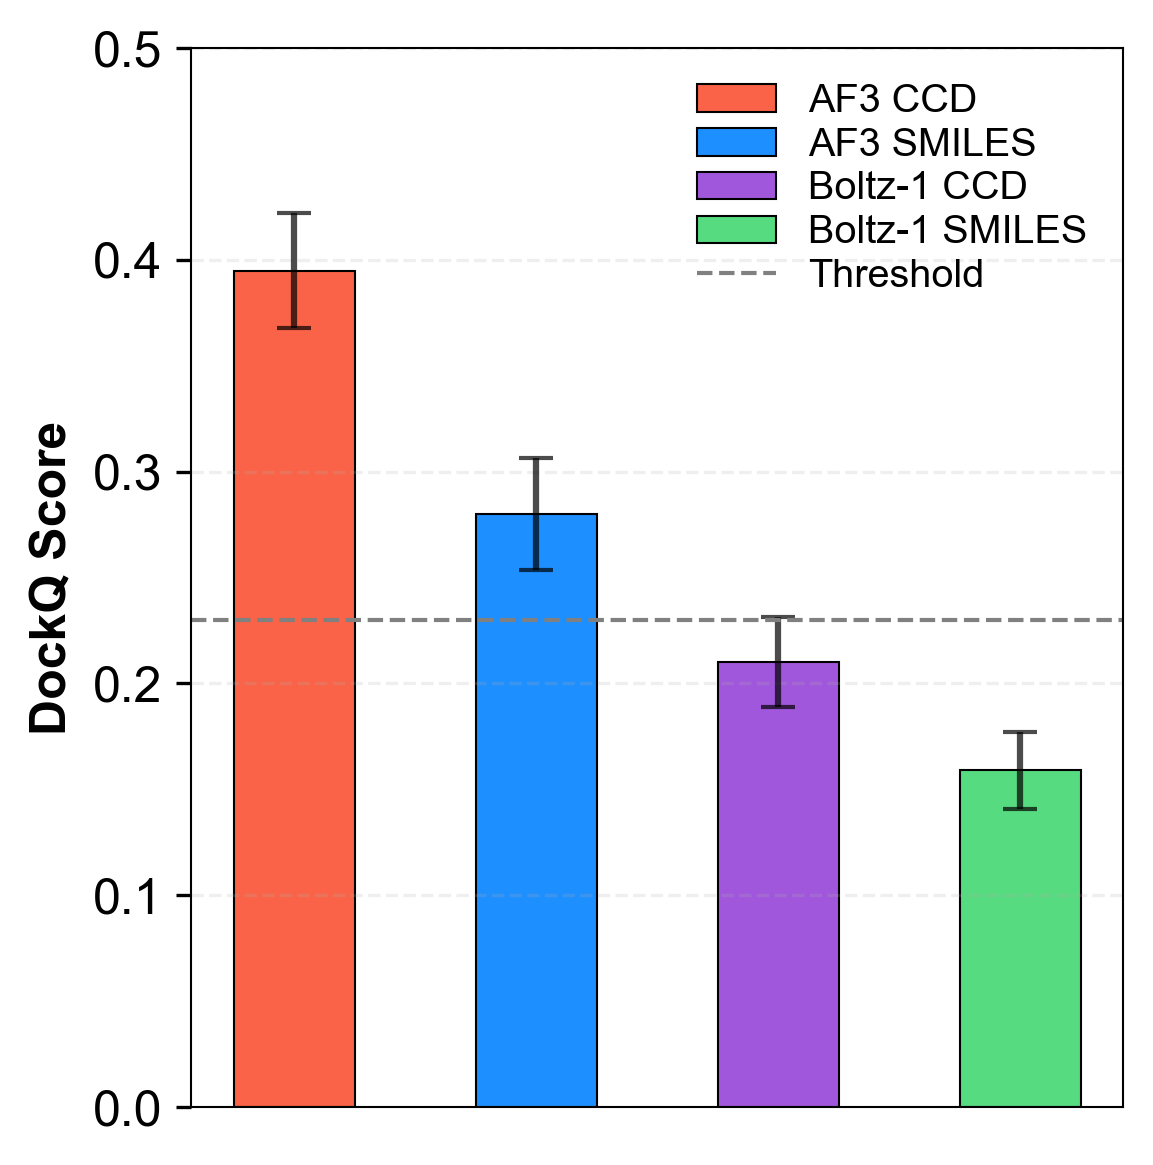 0.5
0.4
0.3
0.2
0.1
0.0
DockQ Score
AF3 CCD
AF3 SMILES
Boltz-1 CCD
Boltz-1 SMILES
Threshold